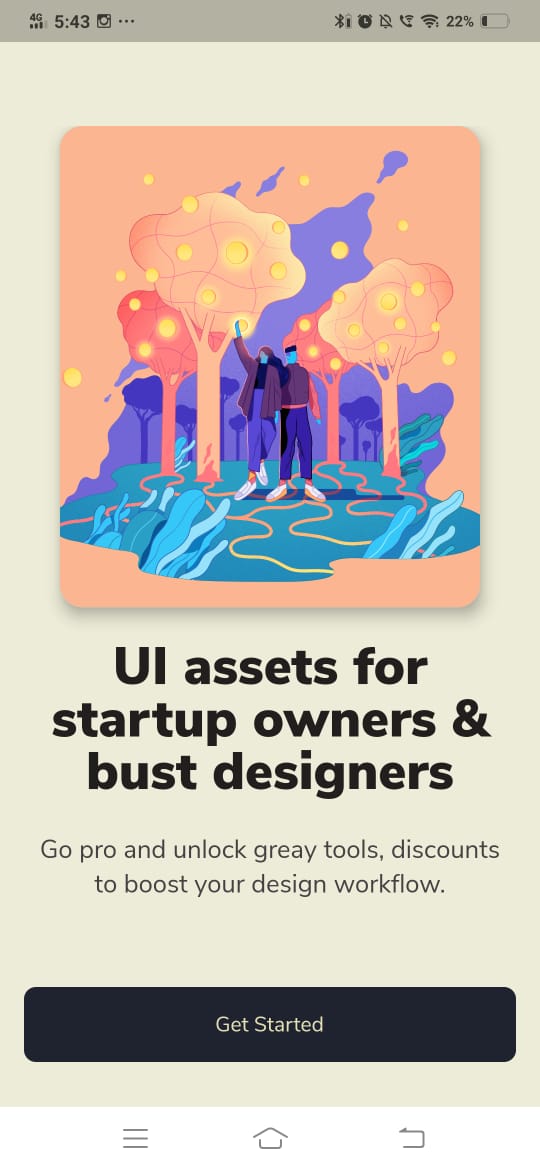 4G 5:43 22%
UI assets for
startup owners &
bust designers
Go pro and unlock greay tools, discounts
to boost your design workflow.
Get Started